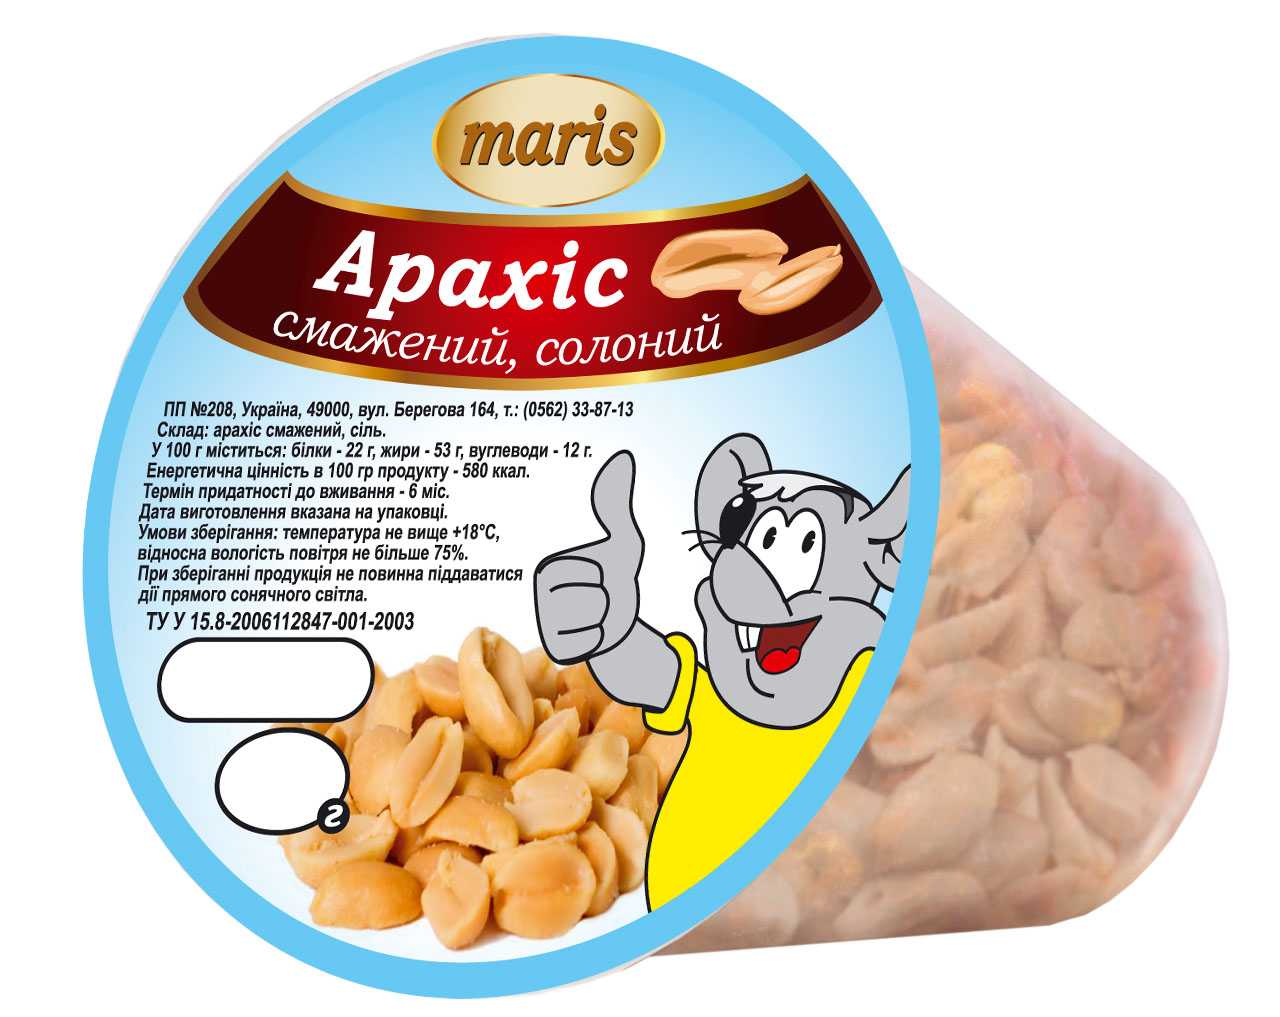 maris
Арахіс
смажений, солоний
ПП №208, Україна, 49000, вул. Берегова 164, т.: (0562) 33-87-13
Склад: арахіс смажений, сіль.
У 100 г міститься: білки - 22 г, жири - 53 г, вуглеводи - 12 г.
Енергетична цінність в 100 гр продукту - 580 ккал.
Термін придатності до вживання - 6 міс.
Дата виготовлення вказана на упаковці.
Умови зберігання: температура не вище +18°С,
відносна вологість повітря не більше 75%.
При зберіганні продукція не повинна піддаватися
дії прямого сонячного світла.
ТУ У 15.8-2006112847-001-2003
г